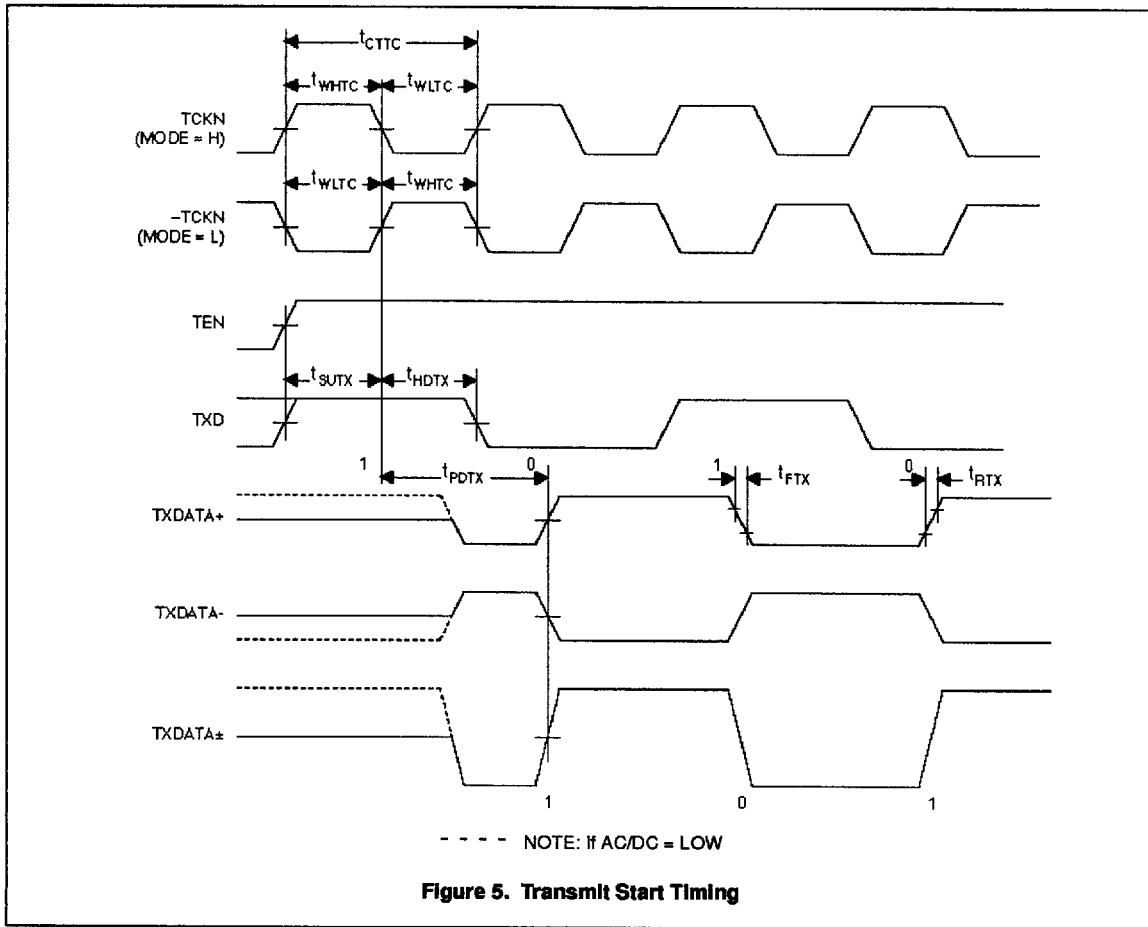 tCTTC
tWHTC tWLTC
TCKN
(MODE = H)
tWLTC tWHTC
–TCKN
(MODE = L)
TEN
tSUTX tHDTX
TXD
1 tPDTX 0 1 tFTX 0 tRTX
TXDATA+
TXDATA-
TXDATA±
1 0 1
- - - - NOTE: If AC/DC = LOW
Figure 5. Transmit Start Timing